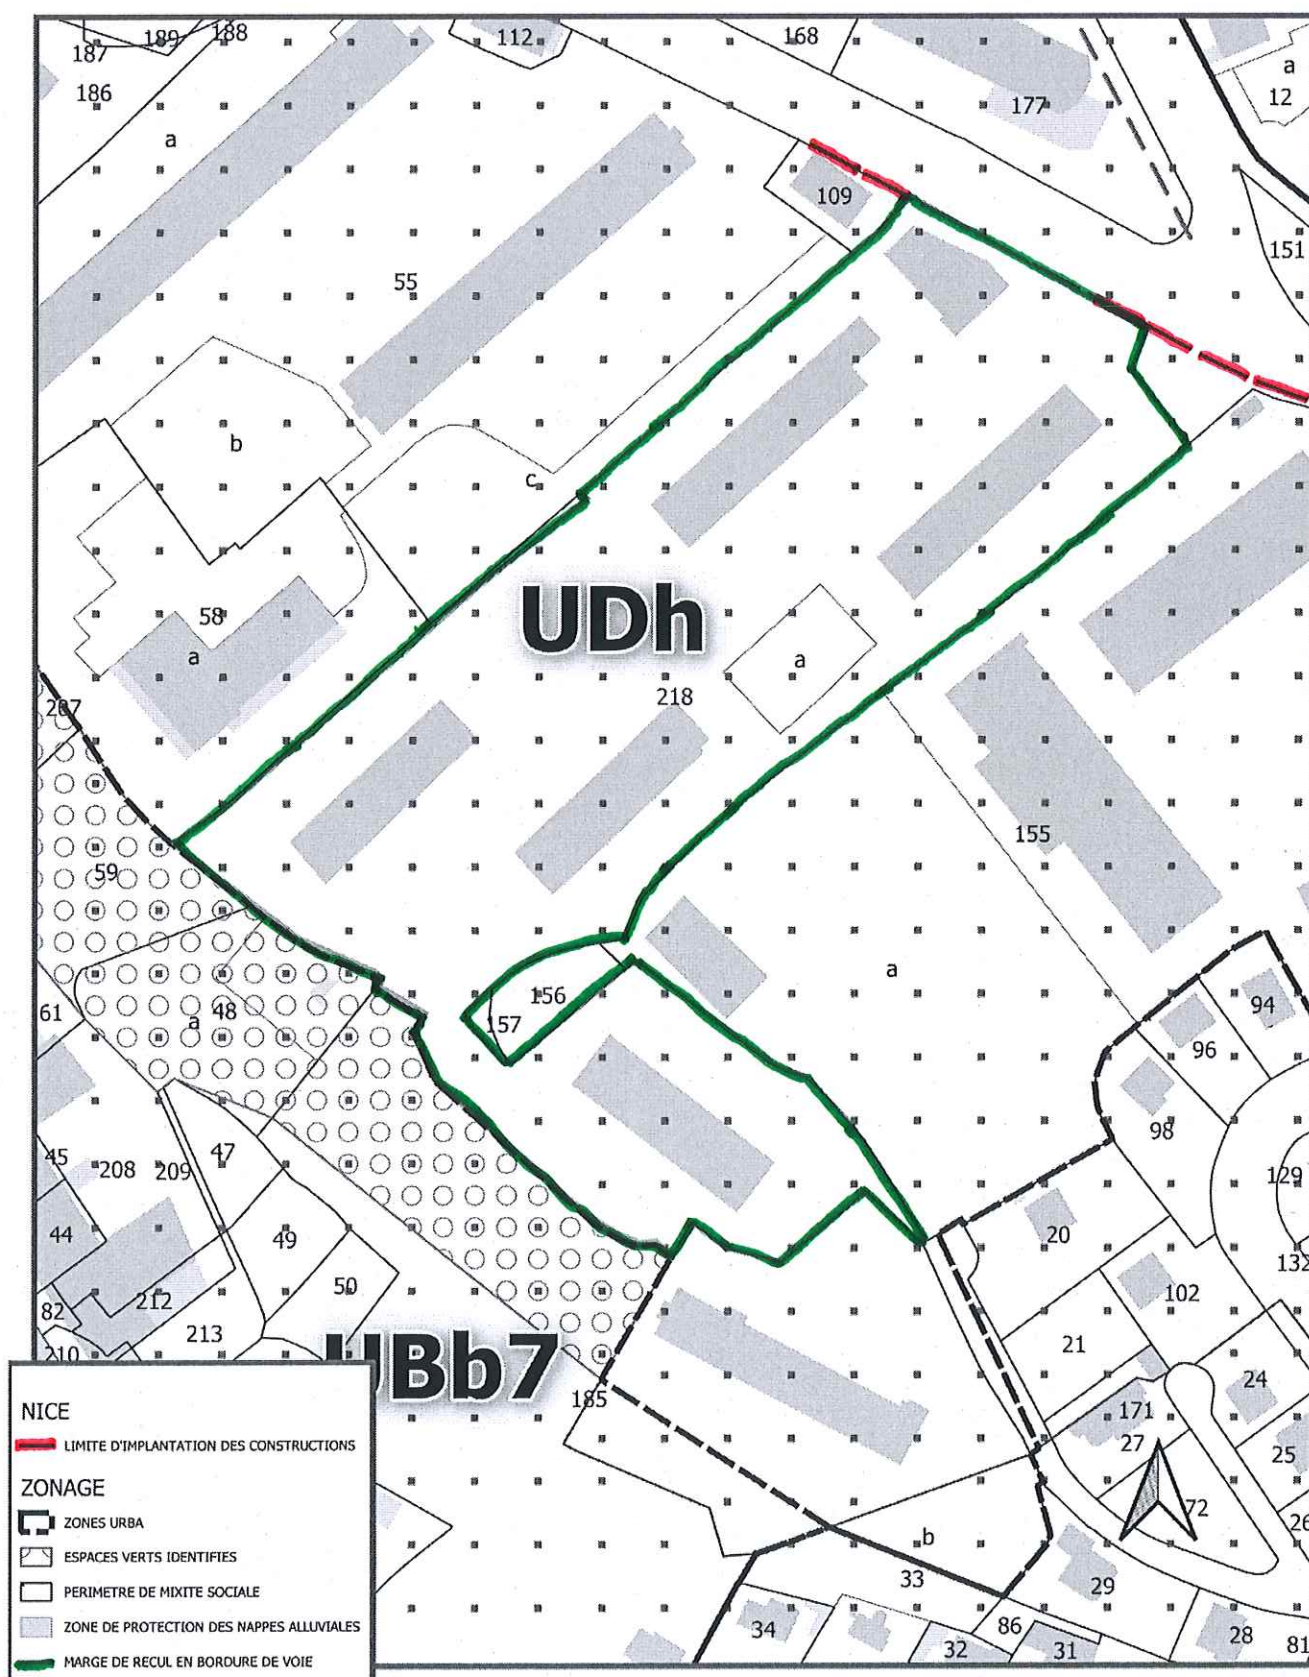 187 189 188 112 168
a
186 12
a 177
109
151
55
b
c
UDh
58
a a
218
207
155
59
a
156
61 a 48 157
94
96
98
47
45 208 209 129
44 49 20
132
50 102
82 212
213 21
210 24
UBb7
185
171
NICE 27 25
LIMITE D'IMPLANTATION DES CONSTRUCTIONS
ZONAGE
72
ZONES URBA 26
b
ESPACES VERTS IDENTIFIES
33 29
PERIMETRE DE MIXITE SOCIALE
86
ZONE DE PROTECTION DES NAPPES ALLUVIALES
34 32 31 28 81
MARGE DE RECUL EN BORDURE DE VOIE